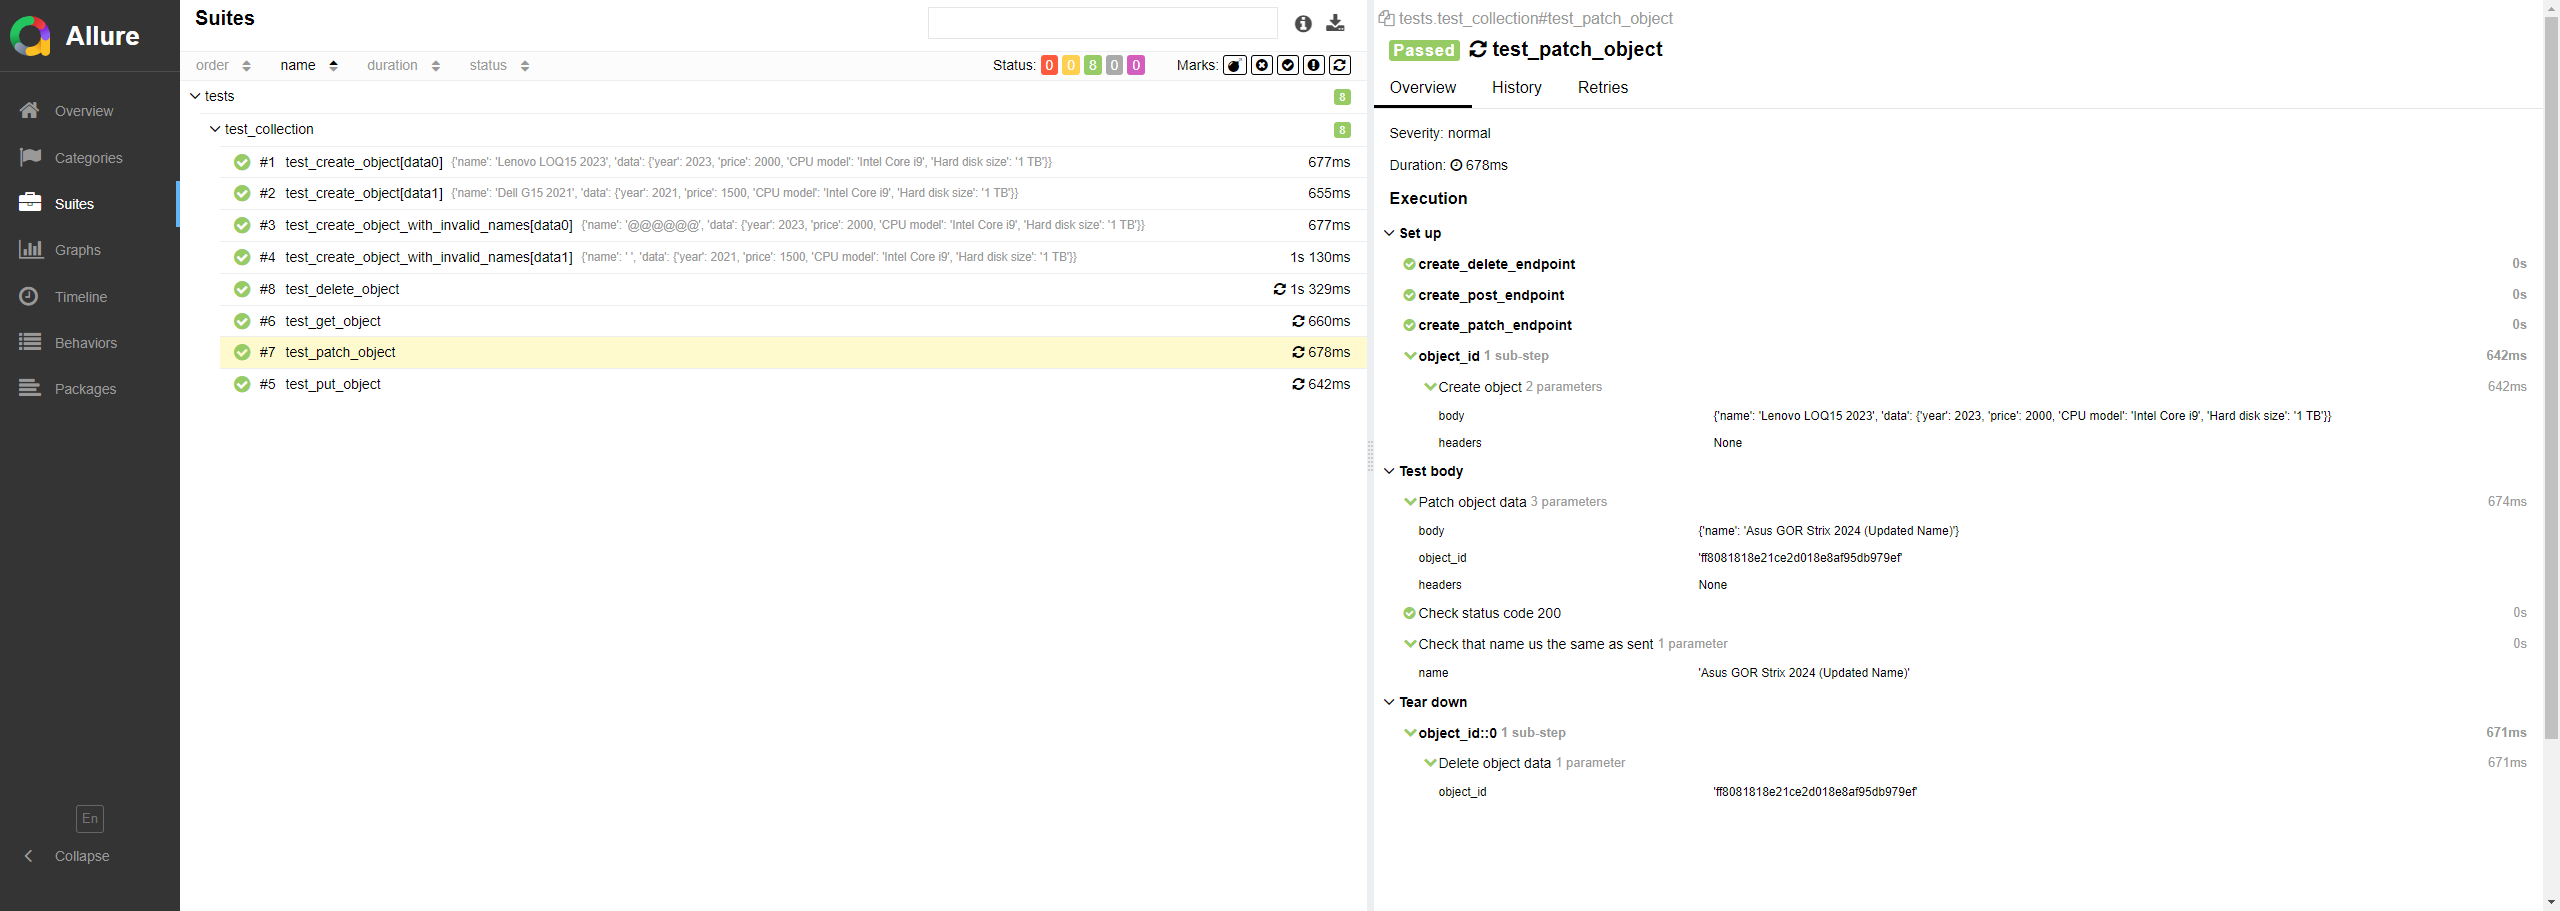 Allure
Overview
Categories
Suites
Graphs
Timeline
Behaviors
Packages
En
Collapse
Suites
order name duration status
Status: 0 0 8 0 0 Marks:
tests 8
test_collection 8
#1 test_create_object[data0] {'name': 'Lenovo LOQ15 2023', 'data': {'year': 2023, 'price': 2000, 'CPU model': 'Intel Core i9', 'Hard disk size': '1 TB'}} 677ms
#2 test_create_object[data1] {'name': 'Dell G15 2021', 'data': {'year': 2021, 'price': 1500, 'CPU model': 'Intel Core i9', 'Hard disk size': '1 TB'}} 655ms
#3 test_create_object_with_invalid_names[data0] {'name': '@@@@@@', 'data': {'year': 2023, 'price': 2000, 'CPU model': 'Intel Core i9', 'Hard disk size': '1 TB'}} 677ms
#4 test_create_object_with_invalid_names[data1] {'name': ' ', 'data': {'year': 2021, 'price': 1500, 'CPU model': 'Intel Core i9', 'Hard disk size': '1 TB'}} 1s 130ms
#8 test_delete_object 1s 329ms
#6 test_get_object 660ms
#7 test_patch_object 678ms
#5 test_put_object 642ms
tests.test_collection#test_patch_object
Passed test_patch_object
Overview History Retries
Severity: normal
Duration: 678ms
Execution
Set up
create_delete_endpoint 0s
create_post_endpoint 0s
create_patch_endpoint 0s
object_id 1 sub-step 642ms
Create object 2 parameters 642ms
body {'name': 'Lenovo LOQ15 2023', 'data': {'year': 2023, 'price': 2000, 'CPU model': 'Intel Core i9', 'Hard disk size': '1 TB'}}
headers None
Test body
Patch object data 3 parameters 674ms
body {'name': 'Asus GOR Strix 2024 (Updated Name)'}
object_id 'ff8081818e21ce2d018e8af95db979ef'
headers None
Check status code 200 0s
Check that name us the same as sent 1 parameter 0s
name 'Asus GOR Strix 2024 (Updated Name)'
Tear down
object_id::0 1 sub-step 671ms
Delete object data 1 parameter 671ms
object_id 'ff8081818e21ce2d018e8af95db979ef'